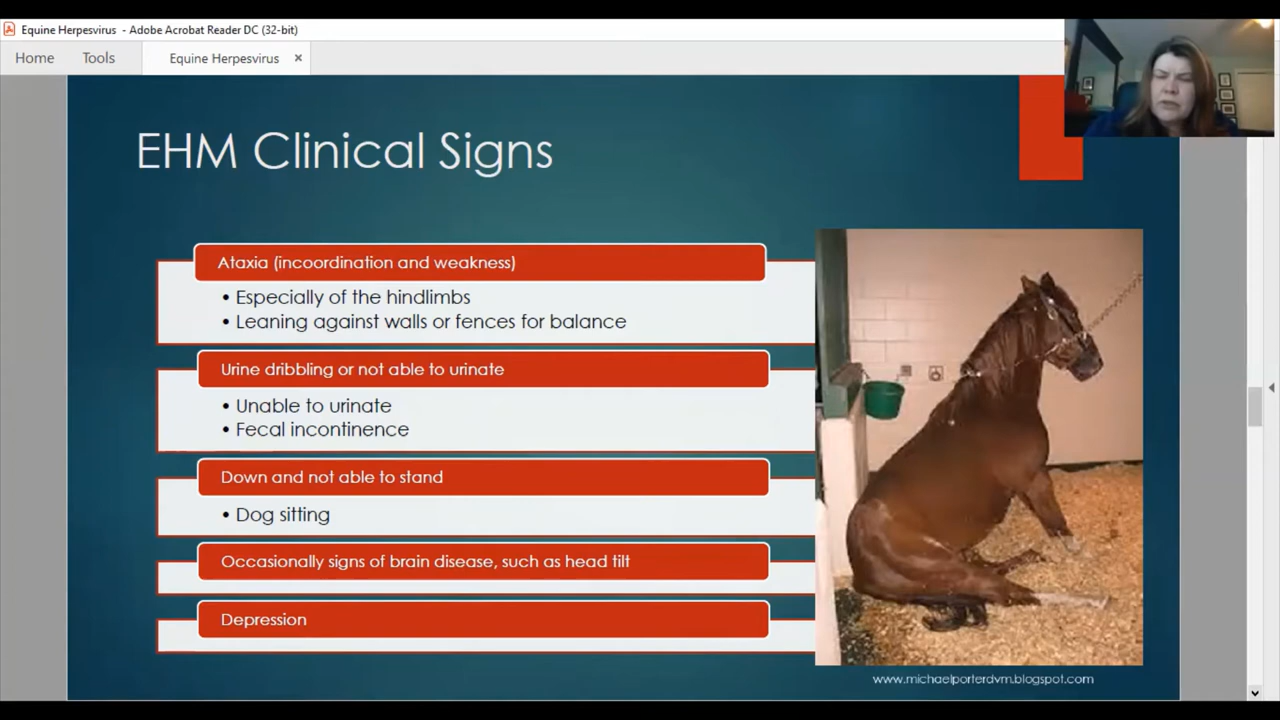 Equine Herpesvirus - Adobe Acrobat Reader DC (32-bit)
Home Tools Equine Herpesvirus ×
EHM Clinical Signs
Ataxia (incoordination and weakness)
• Especially of the hindlimbs
• Leaning against walls or fences for balance
Urine dribbling or not able to urinate
• Unable to urinate
• Fecal incontinence
Down and not able to stand
• Dog sitting
Occasionally signs of brain disease, such as head tilt
Depression
www.michaelporterdvm.blogspot.com